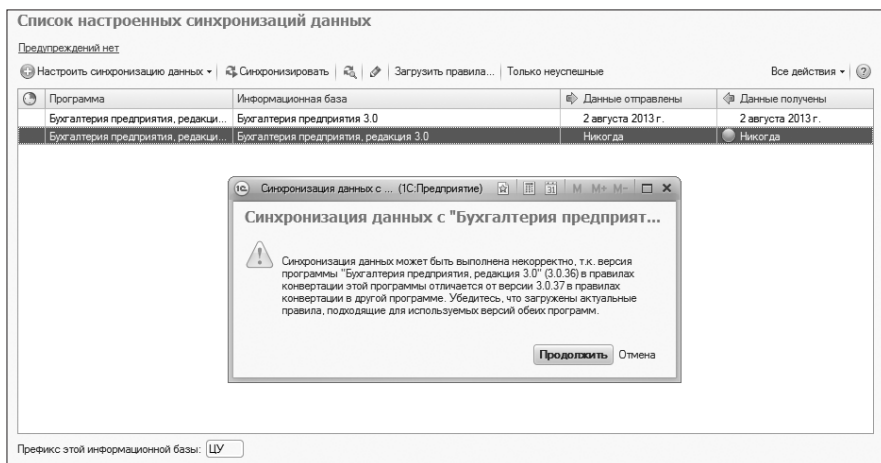 Список настроенных синхронизаций данных
Предупреждений нет
Настроить синхронизацию данных Синхронизировать Загрузить правила... Только неуспешные Все действия ?
Программа Информационная база Данные отправлены Данные получены
Бухгалтерия предприятия, редакци... Бухгалтерия предприятия 3.0 2 августа 2013 г. 2 августа 2013 г.
Бухгалтерия предприятия, редакци... Бухгалтерия предприятия, редакция 3.0 Никогда Никогда
1С Синхронизация данных с ... (1С:Предприятие) 31 M M+ M-
Синхронизация данных с "Бухгалтерия предприят...
Синхронизация данных может быть выполнена некорректно, т.к. версия
программы "Бухгалтерия предприятия, редакция 3.0" (3.0.36) в правилах
конвертации этой программы отличается от версии 3.0.37 в правилах
конвертации в другой программе. Убедитесь, что загружены актуальные
правила, подходящие для используемых версий обеих программ.
Продолжить Отмена
Префикс этой информационной базы: ЦУ